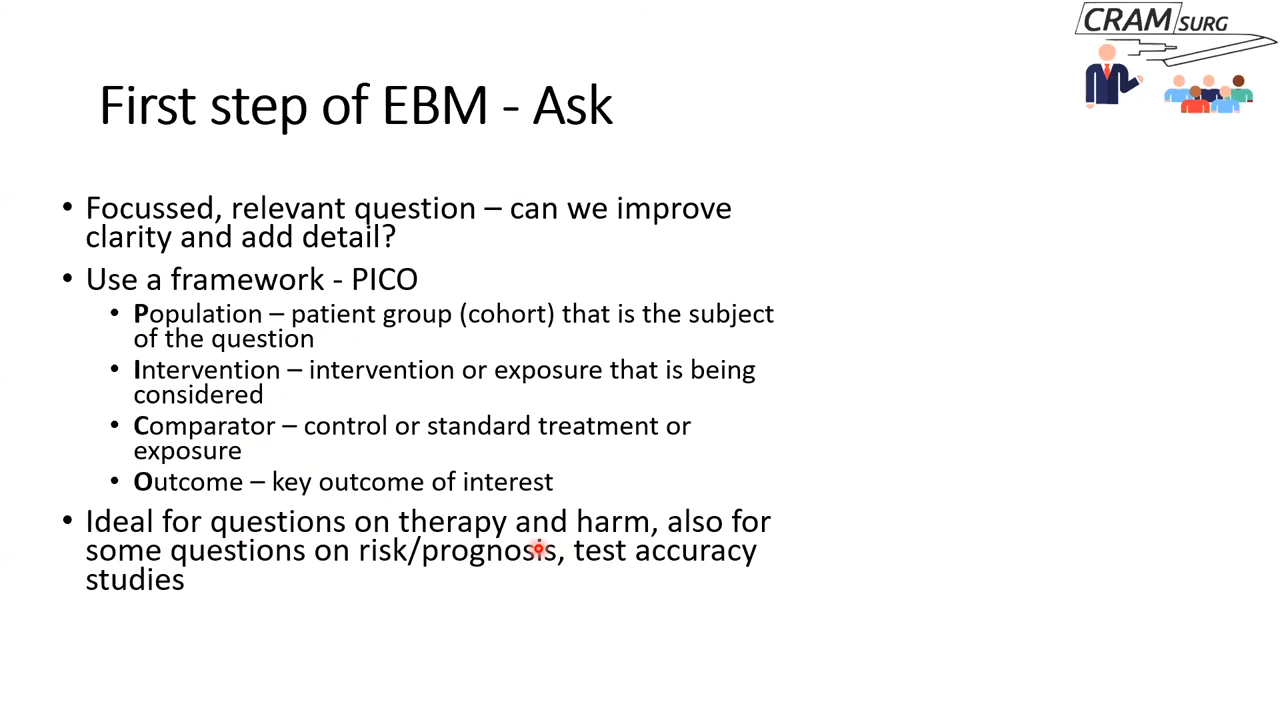 CRAM SURG
First step of EBM - Ask
• Focussed, relevant question – can we improve
clarity and add detail?
• Use a framework - PICO
• Population – patient group (cohort) that is the subject
of the question
• Intervention – intervention or exposure that is being
considered
• Comparator – control or standard treatment or
exposure
• Outcome – key outcome of interest
• Ideal for questions on therapy and harm, also for
some questions on risk/prognosis, test accuracy
studies